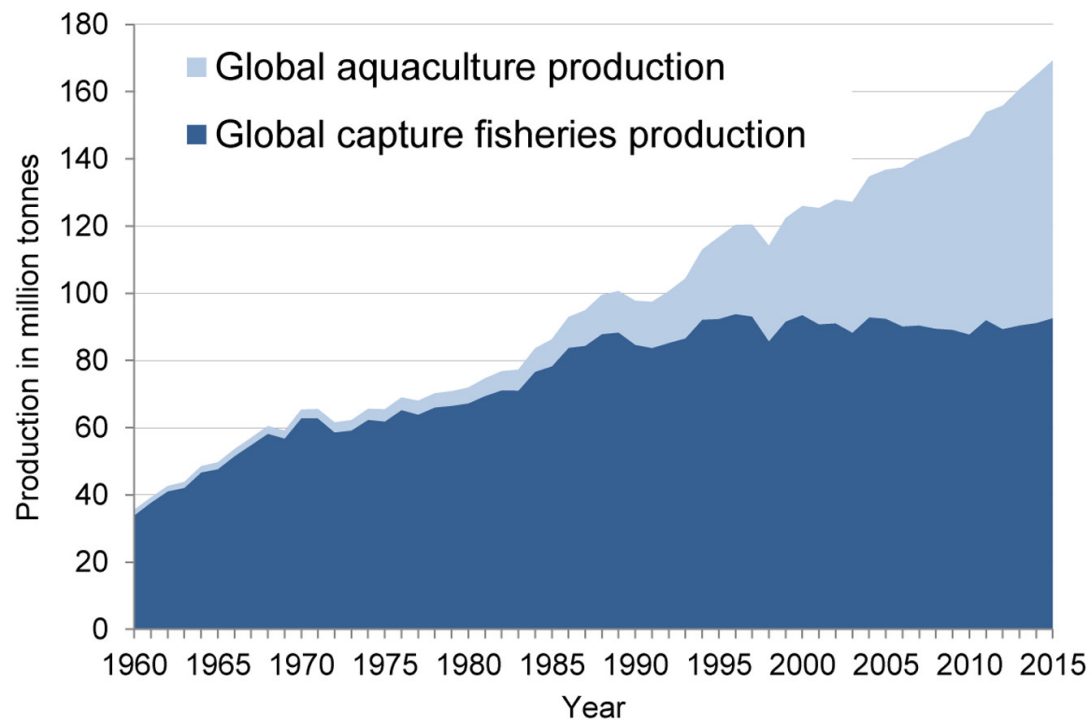 180
160
140
120
100
80
60
40
20
0
Production in million tonnes
Global aquaculture production
Global capture fisheries production
1960 1965 1970 1975 1980 1985 1990 1995 2000 2005 2010 2015
Year